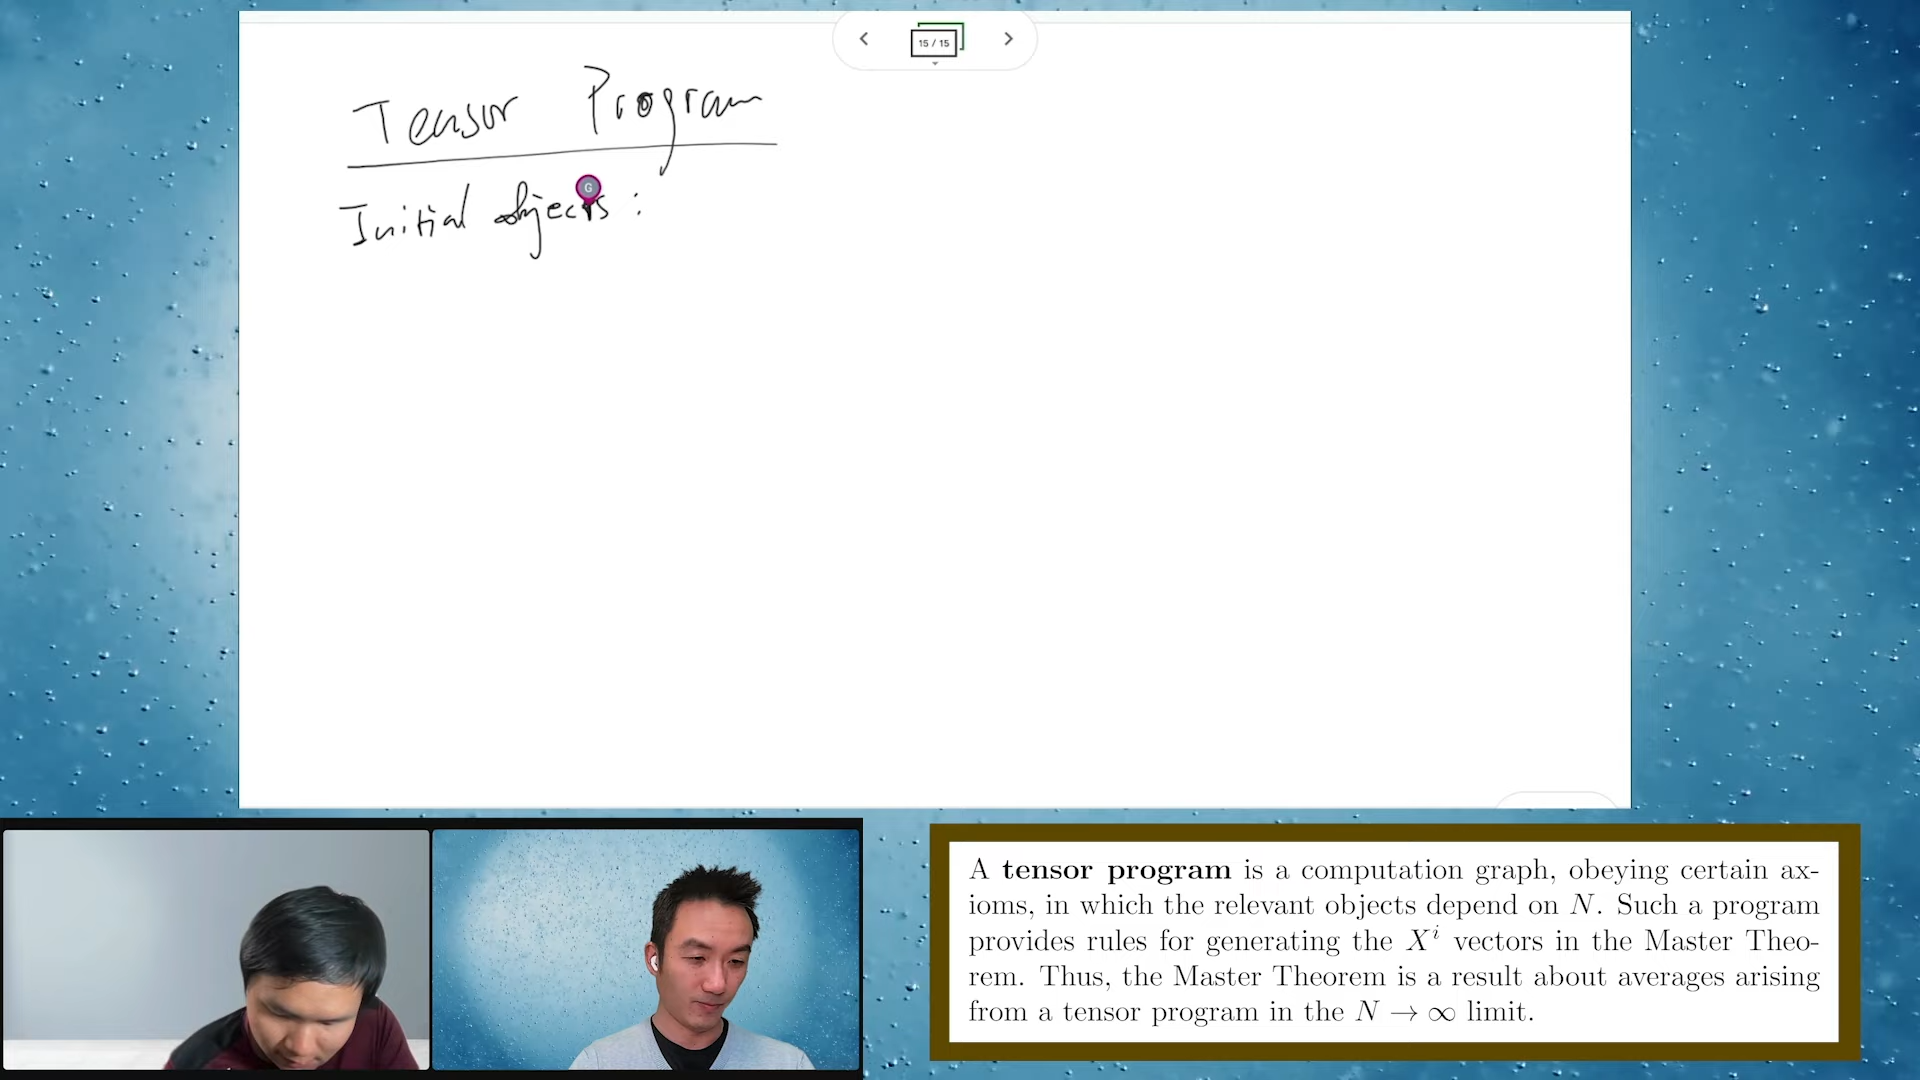 15 / 15
Tensor Program
Initial objects :
G
A tensor program is a computation graph, obeying certain ax-
ioms, in which the relevant objects depend on N. Such a program
provides rules for generating the Xⁱ vectors in the Master Theo-
rem. Thus, the Master Theorem is a result about averages arising
from a tensor program in the N → ∞ limit.